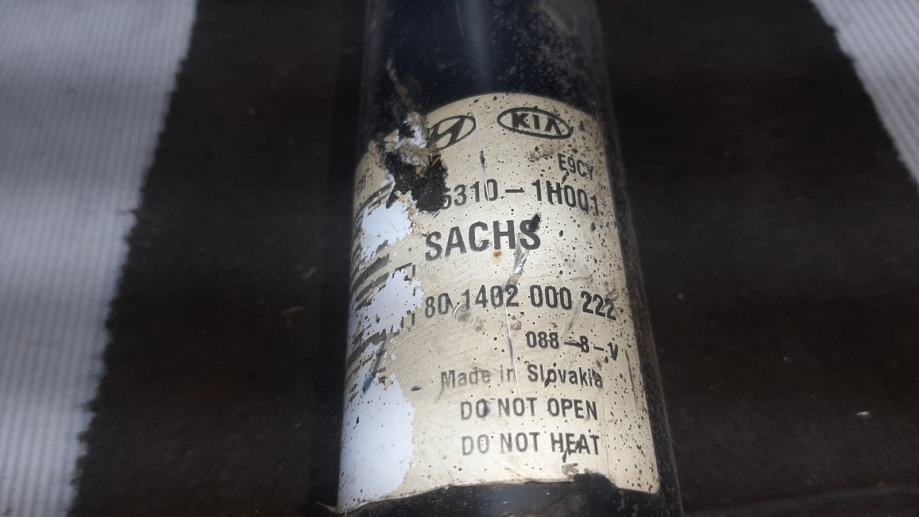 KIA
E9CY
5310-1H001
SACHS
80 1402 000 222
088-8-V
Made in Slovakia
DO NOT OPEN
DO NOT HEAT